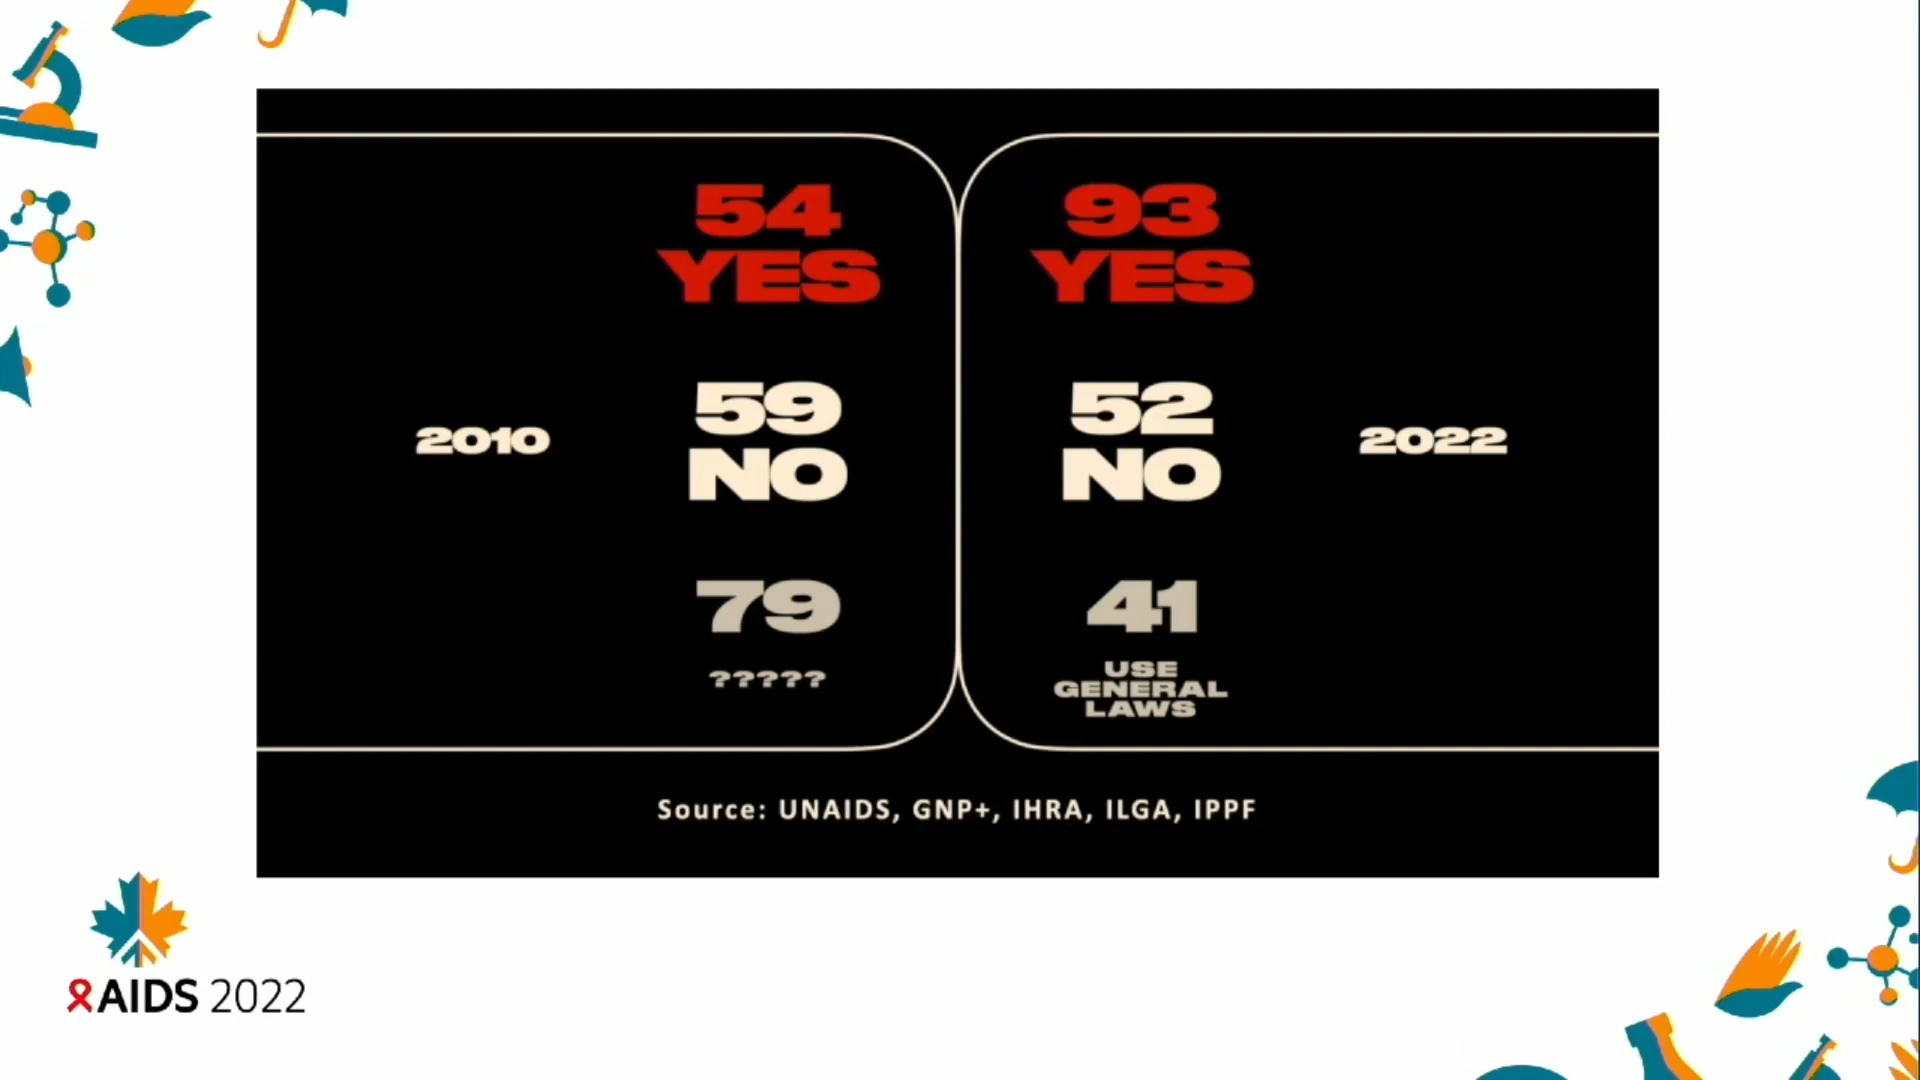 54
YES
59
NO
2010
79
?????
93
YES
52
NO
2022
41
USE
GENERAL
LAWS
Source: UNAIDS, GNP+, IHRA, ILGA, IPPF
AIDS 2022